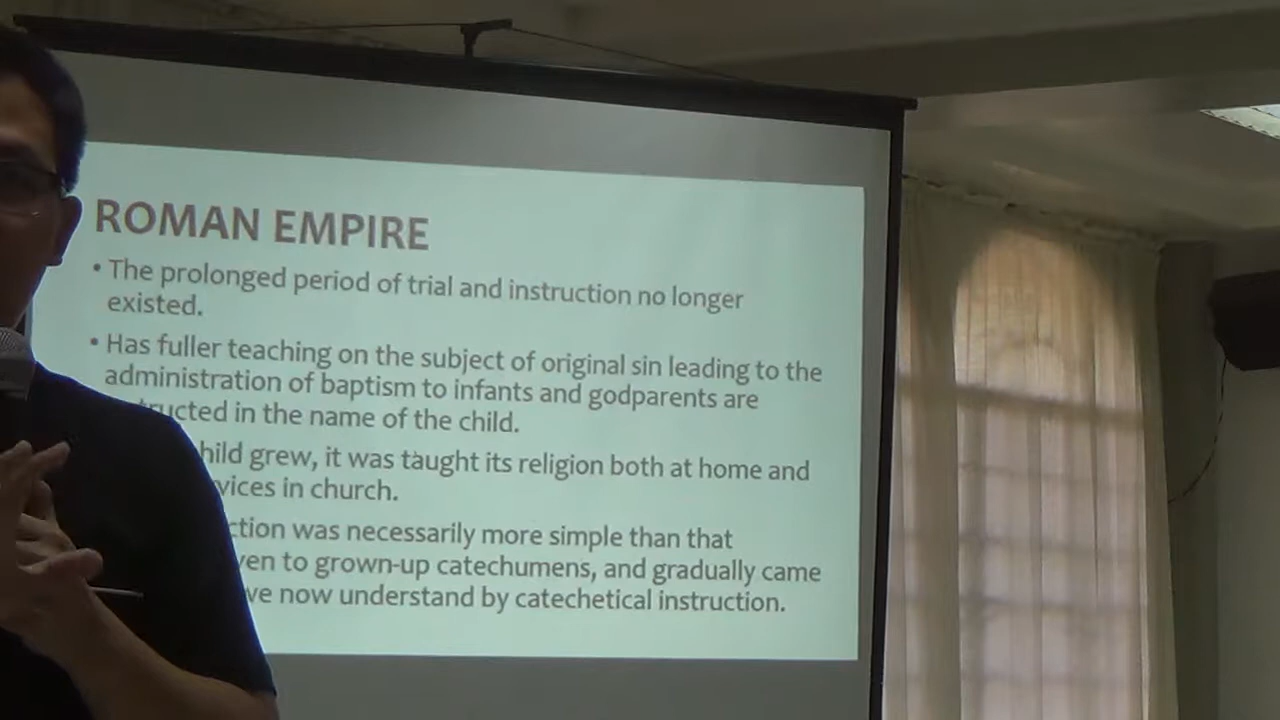 ROMAN EMPIRE
• The prolonged period of trial and instruction no longer
existed.
• Has fuller teaching on the subject of original sin leading to the
administration of baptism to infants and godparents are
tructed in the name of the child.
hild grew, it was taught its religion both at home and
vices in church.
ction was necessarily more simple than that
ven to grown-up catechumens, and gradually came
we now understand by catechetical instruction.